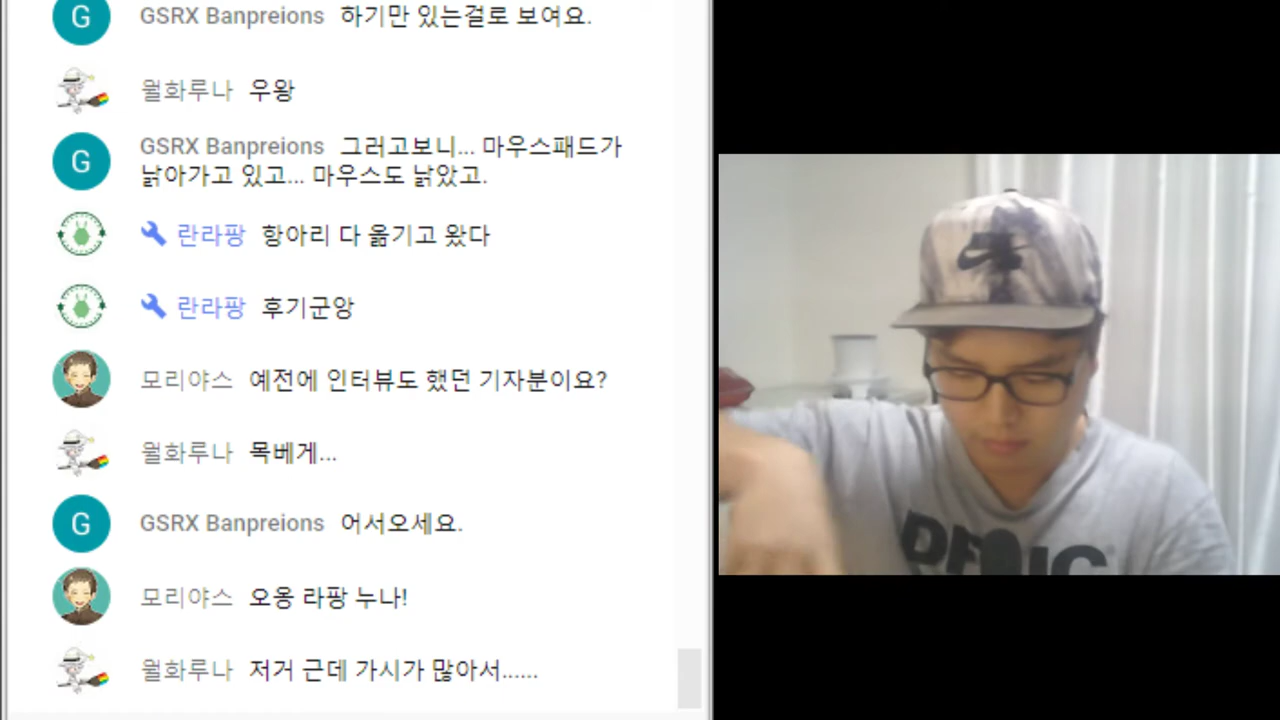 G GSRX Banpreions 하기만 있는걸로 보여요.
월화루나 우왕
G GSRX Banpreions 그러고보니... 마우스패드가
낡아가고 있고... 마우스도 낡았고.
란라팡 항아리 다 옮기고 왔다
란라팡 후기군앙
모리야스 예전에 인터뷰도 했던 기자분이요?
월화루나 목베게...
G GSRX Banpreions 어서오세요.
모리야스 오옹 라팡 누나!
월화루나 저거 근데 가시가 많아서......